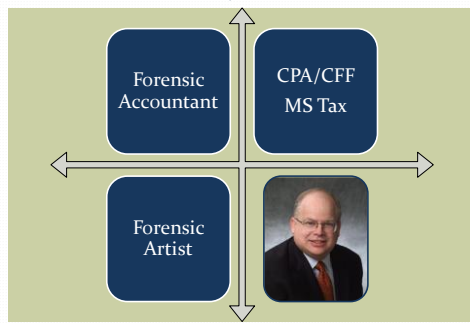 Forensic
Accountant
CPA/CFF
MS Tax
Forensic
Artist